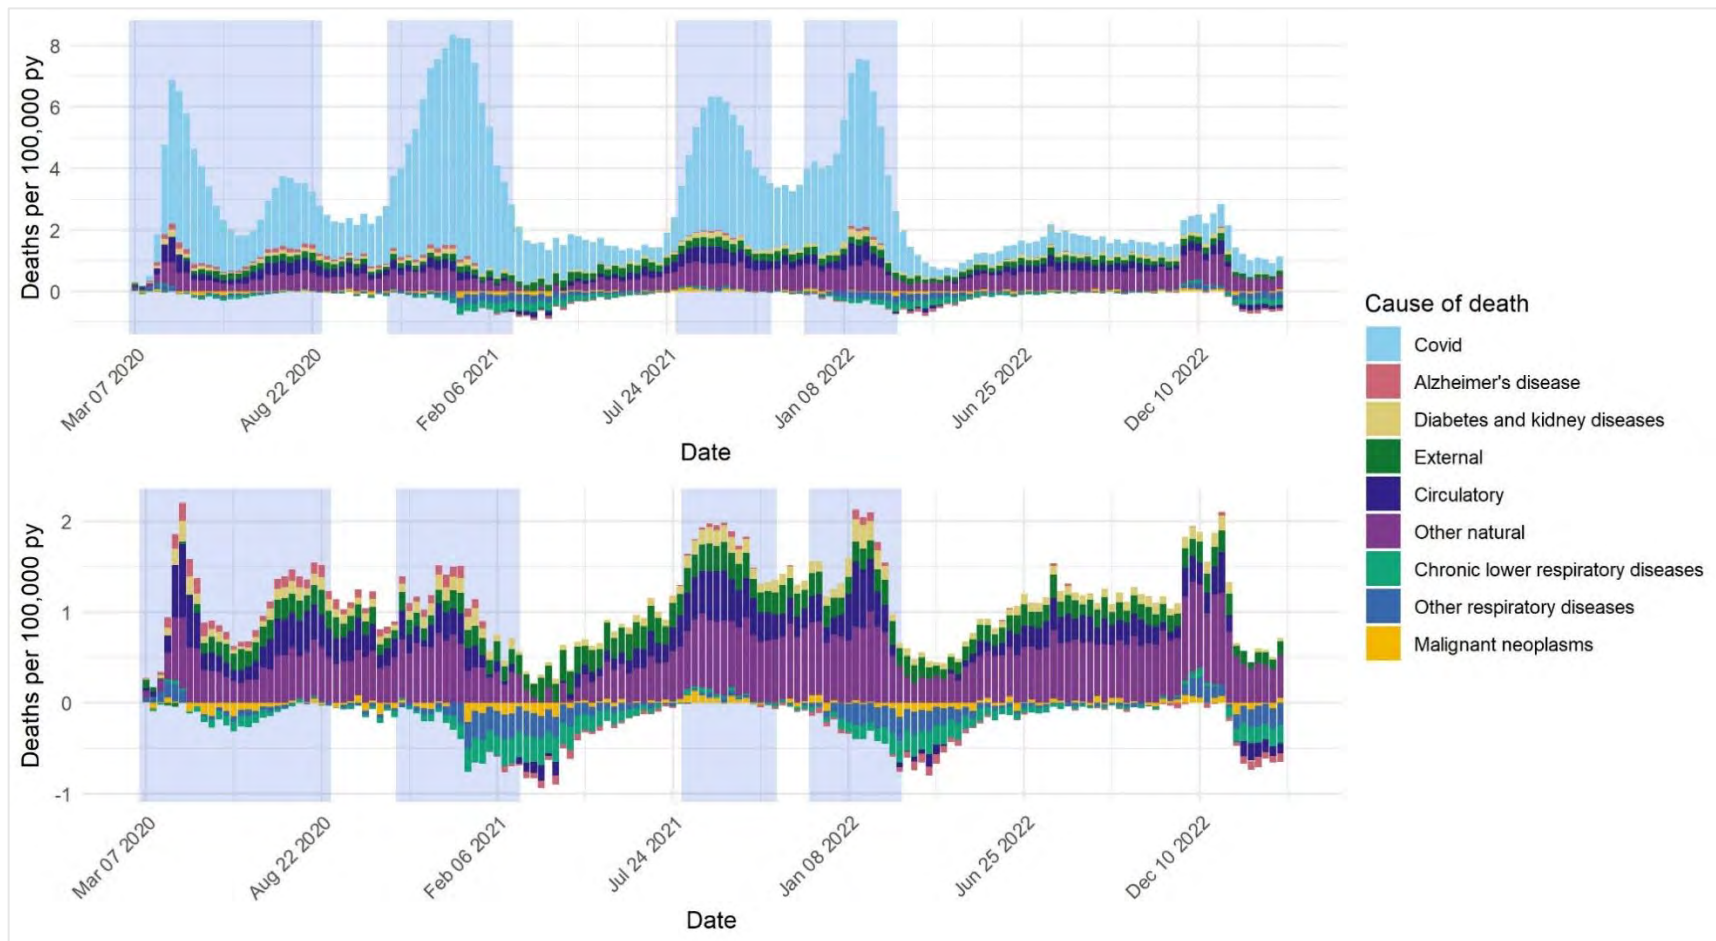 Deaths per 100,000 py
8
6
4
2
0
Mar 07 2020
Aug 22 2020
Feb 06 2021
Jul 24 2021
Jan 08 2022
Jun 25 2022
Dec 10 2022
Date
Deaths per 100,000 py
2
1
0
-1
Mar 07 2020
Aug 22 2020
Feb 06 2021
Jul 24 2021
Jan 08 2022
Jun 25 2022
Dec 10 2022
Date
Cause of death
Covid
Alzheimer's disease
Diabetes and kidney diseases
External
Circulatory
Other natural
Chronic lower respiratory diseases
Other respiratory diseases
Malignant neoplasms